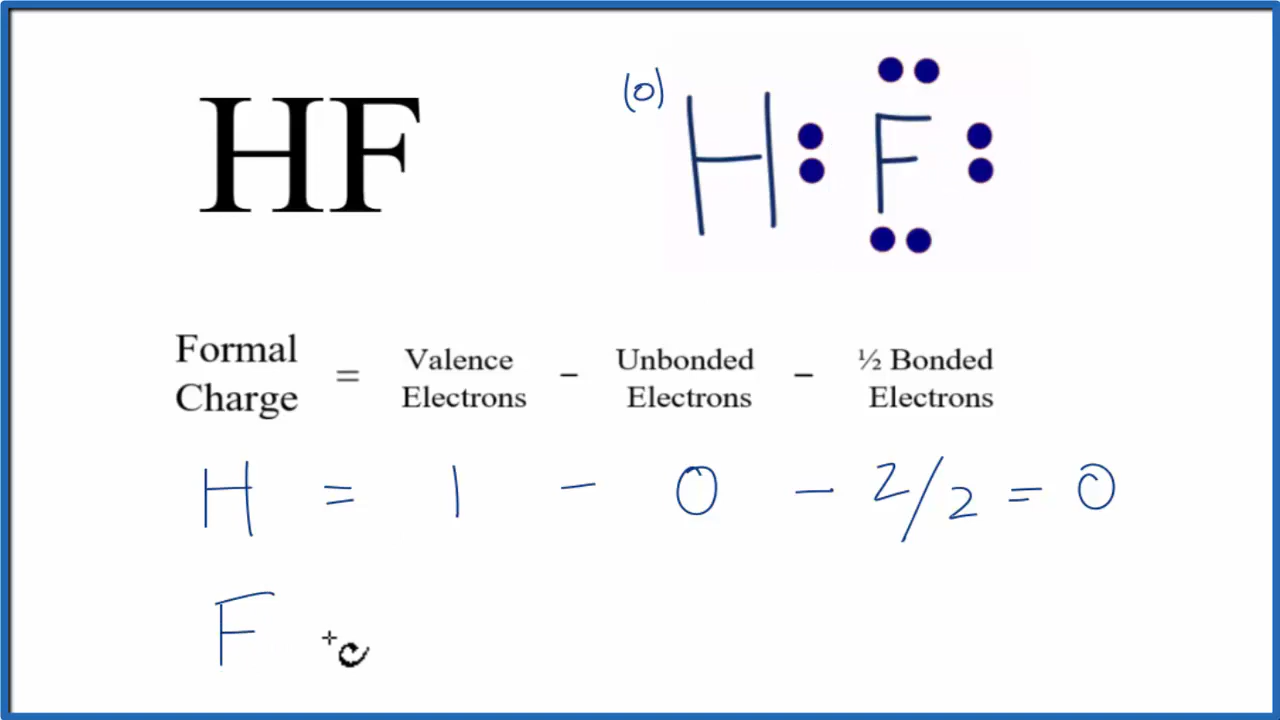 HF
(0) H : F
Formal Charge = Valence Electrons - Unbonded Electrons - ½ Bonded Electrons
H = 1 - 0 - 2/2 = 0
F